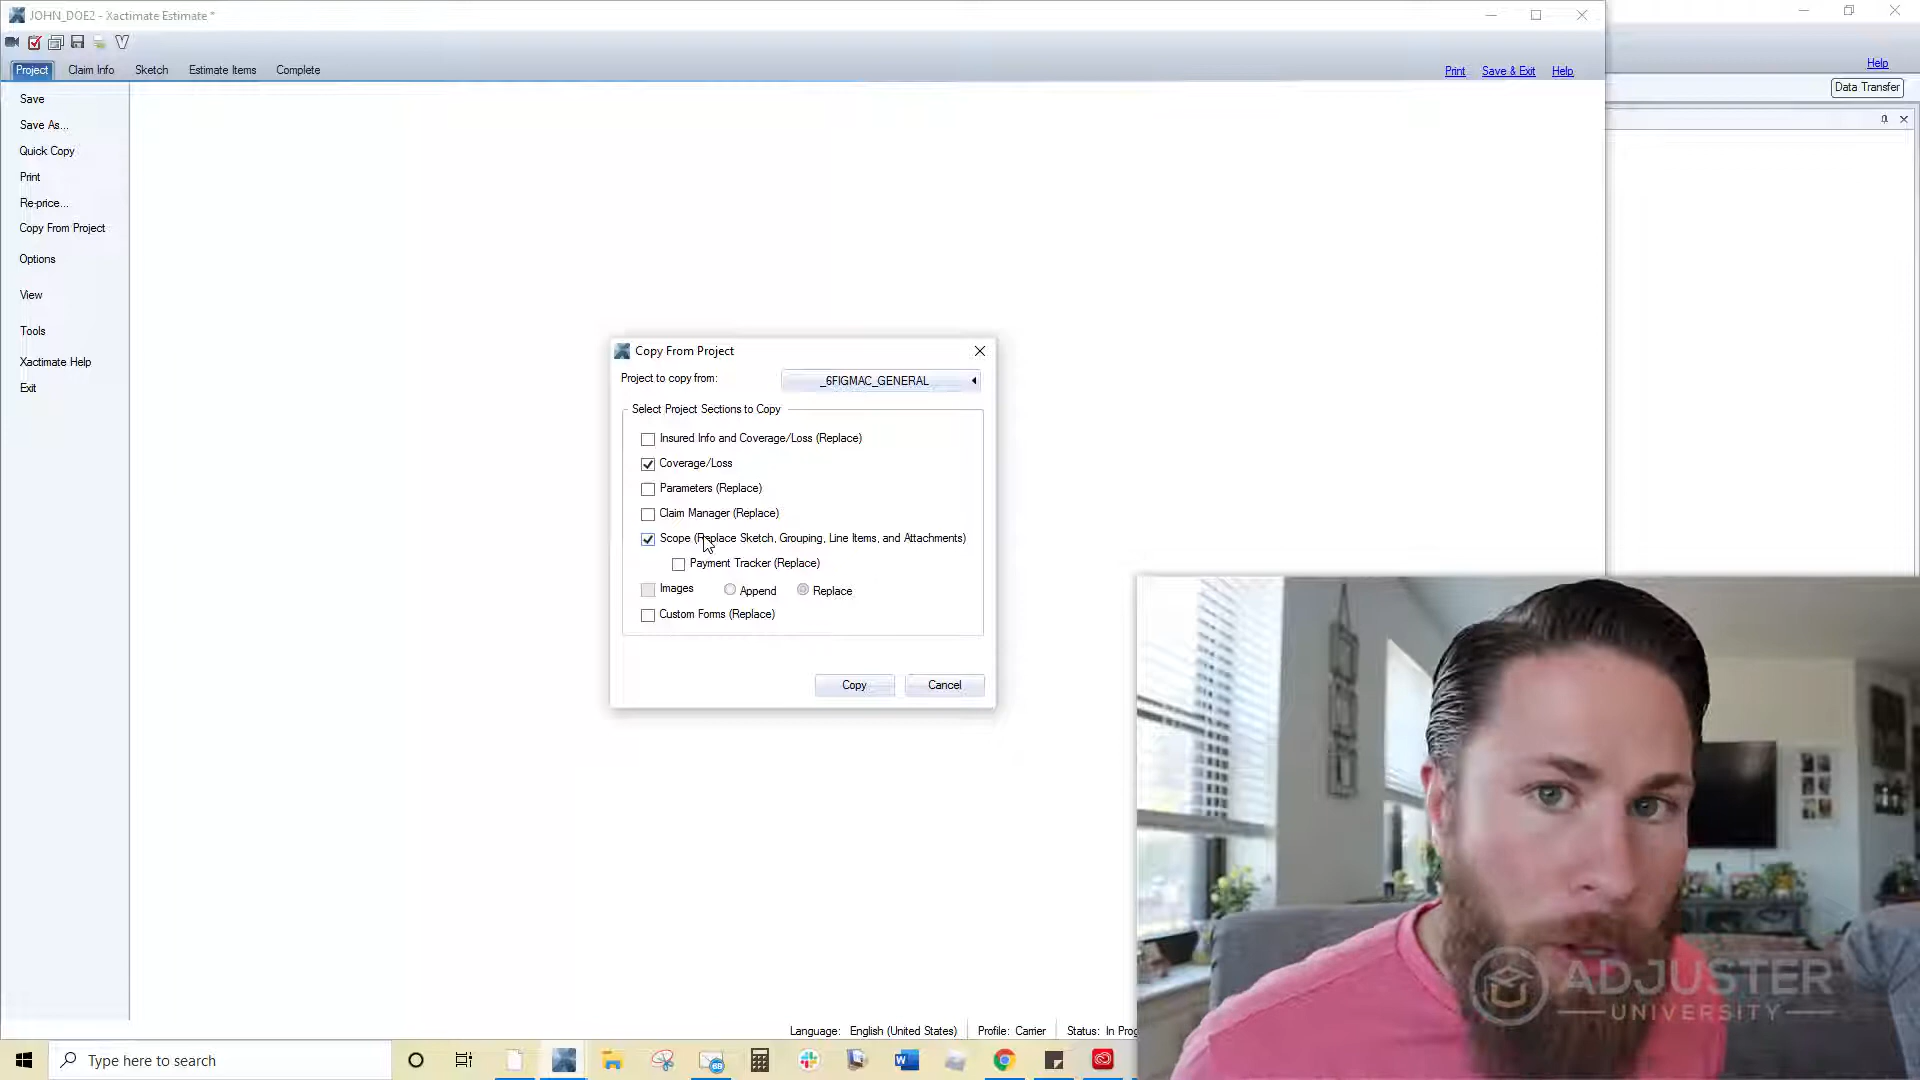 JOHN_DOE2 - Xactimate Estimate *
Project Claim Info Sketch Estimate Items Complete
Print Save & Exit Help
Help
Data Transfer
Save
Save As...
Quick Copy
Print
Re-price...
Copy From Project
Options
View
Tools
Xactimate Help
Exit
Copy From Project
Project to copy from: _6FIGMAC_GENERAL
Select Project Sections to Copy
Insured Info and Coverage/Loss (Replace)
Coverage/Loss
Parameters (Replace)
Claim Manager (Replace)
Scope (Replace Sketch, Grouping, Line Items, and Attachments)
Payment Tracker (Replace)
Images Append Replace
Custom Forms (Replace)
Copy Cancel
ADJUSTER
UNIVERSITY
Language: English (United States) Profile: Carrier Status: In Prog
Type here to search
68